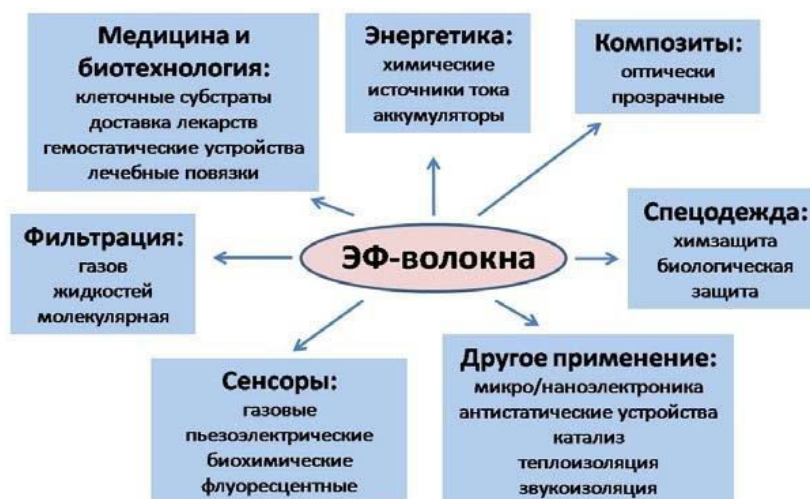 Медицина и
биотехнология:
клеточные субстраты
доставка лекарств
гемостатические устройства
лечебные повязки
Энергетика:
химические
источники тока
аккумуляторы
Композиты:
оптически
прозрачные
Фильтрация:
газов
жидкостей
молекулярная
ЭФ-волокна
Спецодежда:
химзащита
биологическая
защита
Сенсоры:
газовые
пьезоэлектрические
биохимические
флуоресцентные
Другое применение:
микро/наноэлектроника
антистатические устройства
катализ
теплоизоляция
звукоизоляция